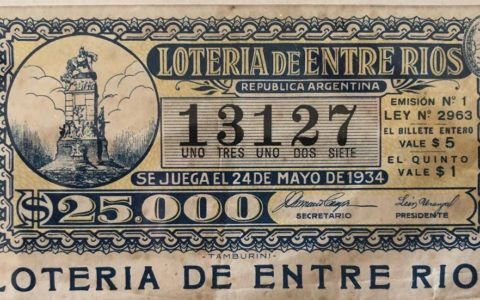 LOTERIA DE ENTRE RIOS
REPUBLICA ARGENTINA
EMISIÓN Nº 1
LEY Nº 2963
EL BILLETE ENTERO
VALE $ 5
EL QUINTO
VALE $ 1
13127
UNO TRES UNO DOS SIETE
SE JUEGA EL 24 DE MAYO DE 1934
$25.000
SECRETARIO
PRESIDENTE
-TAMBURINI-
LOTERIA DE ENTRE RIO